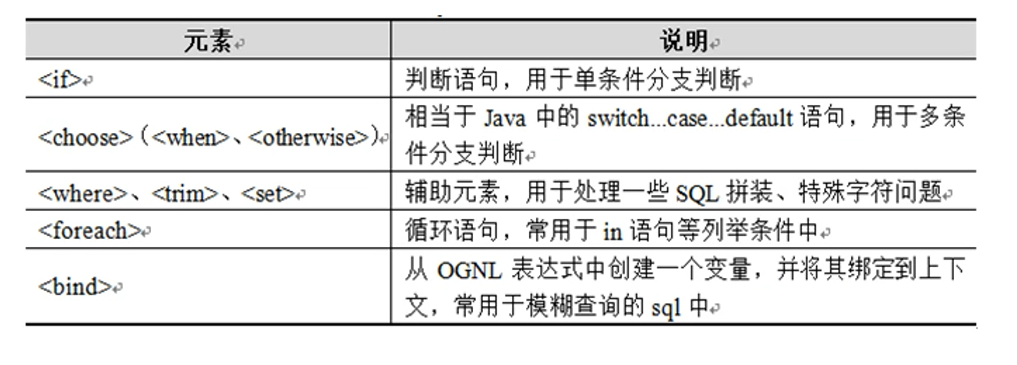 元素
说明
<if>
判断语句，用于单条件分支判断
<choose>（<when>、<otherwise>）
相当于 Java 中的 switch...case...default 语句，用于多条
件分支判断
<where>、<trim>、<set>
辅助元素，用于处理一些 SQL 拼装、特殊字符问题
<foreach>
循环语句，常用于 in 语句等列举条件中
<bind>
从 OGNL 表达式中创建一个变量，并将其绑定到上下
文，常用于模糊查询的 sql 中